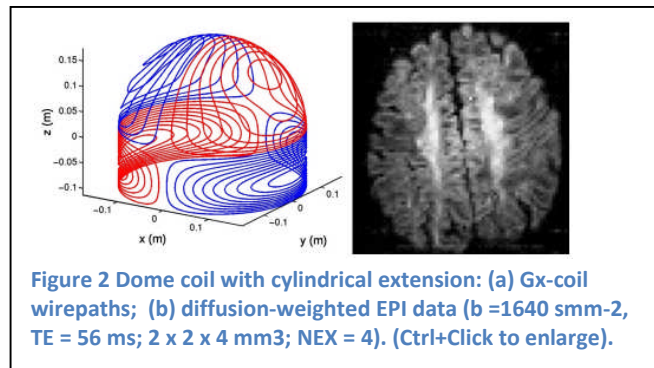 0.15
0.1
0.05
0
−0.05
−0.1
z (m)
−0.1
0
0.1
x (m)
0.1
0
−0.1
y (m)
Figure 2 Dome coil with cylindrical extension: (a) Gx-coil
wirepaths; (b) diffusion-weighted EPI data (b =1640 smm-2,
TE = 56 ms; 2 x 2 x 4 mm3; NEX = 4). (Ctrl+Click to enlarge).